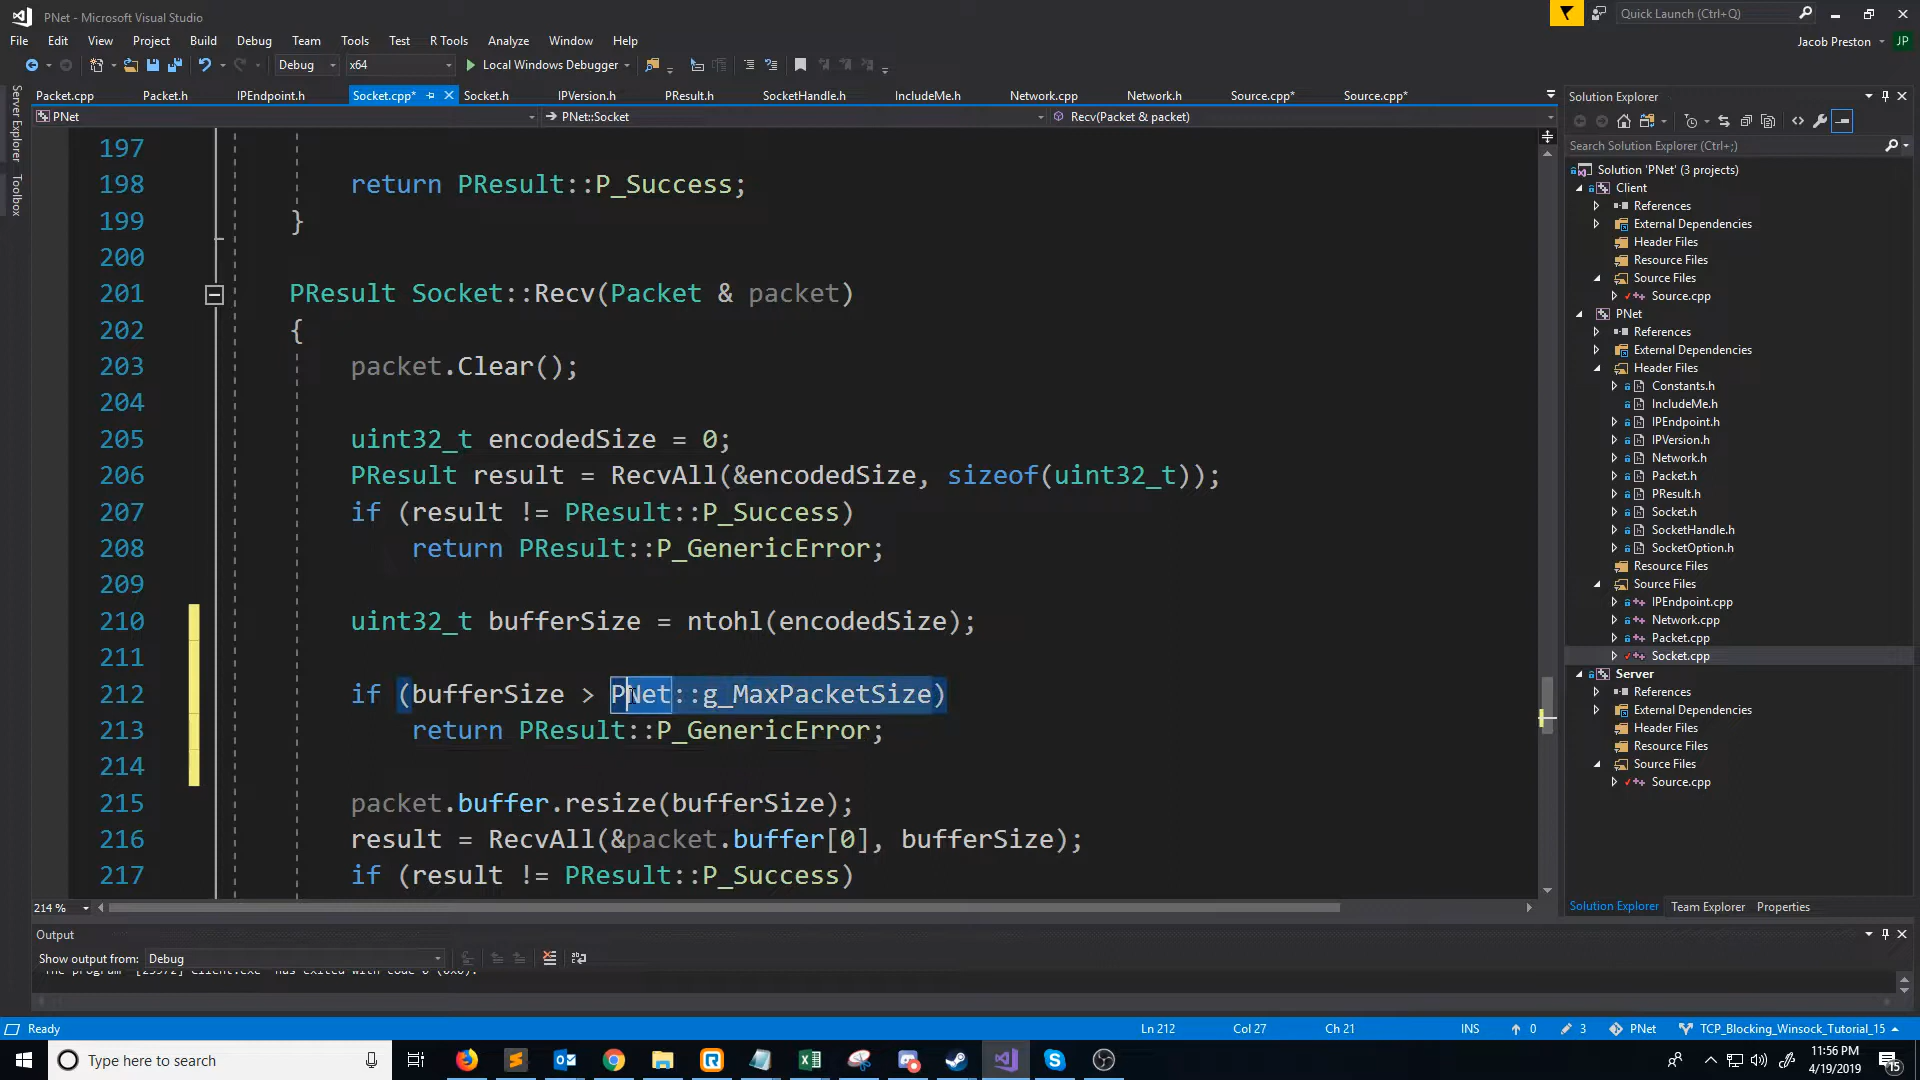 PNet - Microsoft Visual Studio
Quick Launch (Ctrl+Q)
File Edit View Project Build Debug Team Tools Test R Tools Analyze Window Help
Jacob Preston JP
Debug x64 Local Windows Debugger
Server Explorer
Toolbox
Packet.cpp Packet.h IPEndpoint.h Socket.cpp* Socket.h IPVersion.h PResult.h SocketHandle.h IncludeMe.h Network.cpp Network.h Source.cpp* Source.cpp*
PNet PNet::Socket Recv(Packet & packet)
197
198 return PResult::P_Success;
199 }
200
201 PResult Socket::Recv(Packet & packet)
202 {
203 packet.Clear();
204
205 uint32_t encodedSize = 0;
206 PResult result = RecvAll(&encodedSize, sizeof(uint32_t));
207 if (result != PResult::P_Success)
208 return PResult::P_GenericError;
209
210 uint32_t bufferSize = ntohl(encodedSize);
211
212 if (bufferSize > PNet::g_MaxPacketSize)
213 return PResult::P_GenericError;
214
215 packet.buffer.resize(bufferSize);
216 result = RecvAll(&packet.buffer[0], bufferSize);
217 if (result != PResult::P_Success)
214 %
Solution Explorer
Search Solution Explorer (Ctrl+;)
Solution 'PNet' (3 projects)
Client
References
External Dependencies
Header Files
Resource Files
Source Files
Source.cpp
PNet
References
External Dependencies
Header Files
Constants.h
IncludeMe.h
IPEndpoint.h
IPVersion.h
Network.h
Packet.h
PResult.h
Socket.h
SocketHandle.h
SocketOption.h
Resource Files
Source Files
IPEndpoint.cpp
Network.cpp
Packet.cpp
Socket.cpp
Server
References
External Dependencies
Header Files
Resource Files
Source Files
Source.cpp
Solution Explorer Team Explorer Properties
Output
Show output from: Debug
Ready Ln 212 Col 27 Ch 21 INS 0 3 PNet TCP_Blocking_Winsock_Tutorial_15
Type here to search
11:56 PM
4/19/2019
15